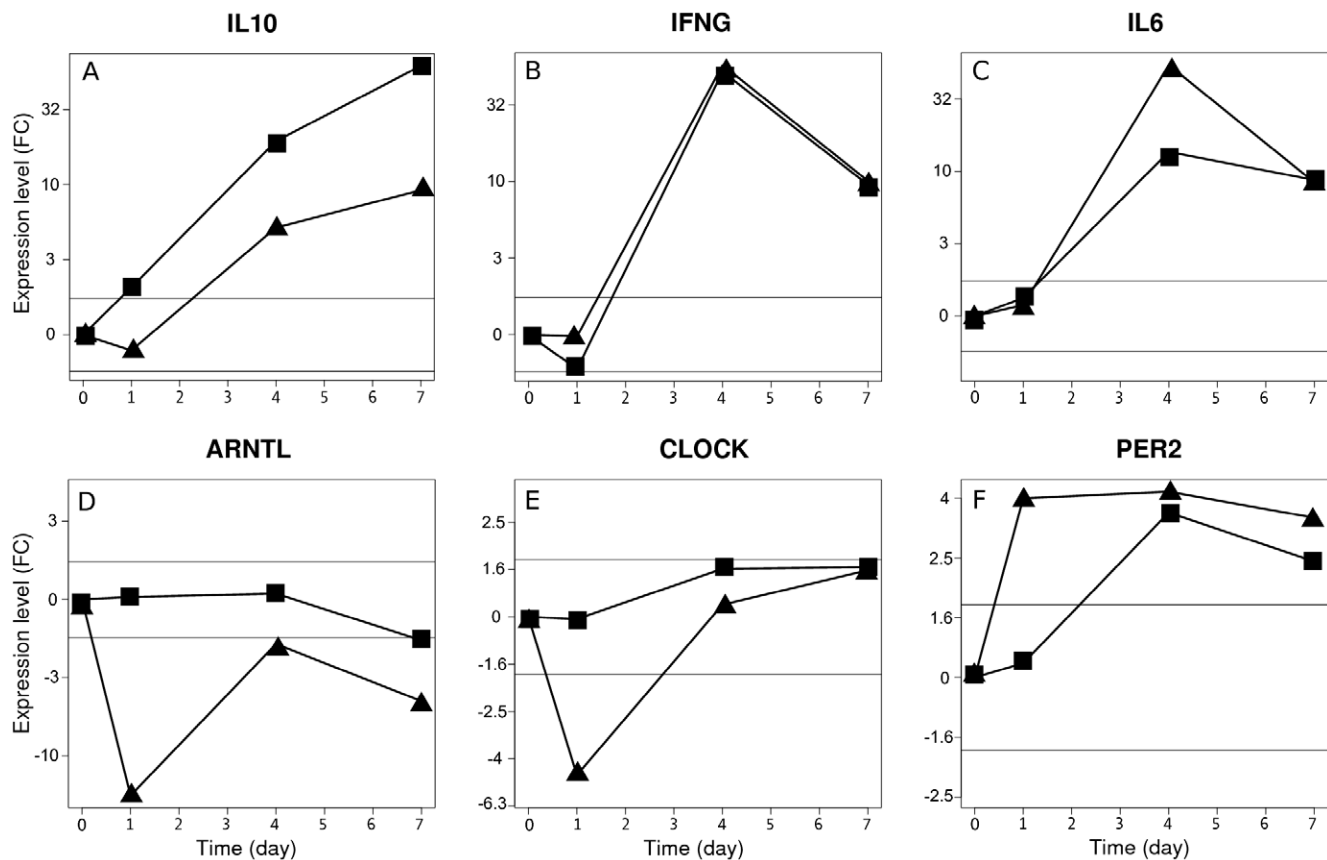 IL10
IFNG
IL6
A
B
C
Expression level (FC)
32
10
3
0
32
10
3
0
32
10
3
0
0 1 2 3 4 5 6 7
0 1 2 3 4 5 6 7
0 1 2 3 4 5 6 7
ARNTL
CLOCK
PER2
D
E
F
Expression level (FC)
3
0
-3
-10
2.5
1.6
0
-1.6
-2.5
-4
-6.3
4
2.5
1.6
0
-1.6
-2.5
0 1 2 3 4 5 6 7
0 1 2 3 4 5 6 7
0 1 2 3 4 5 6 7
Time (day)
Time (day)
Time (day)